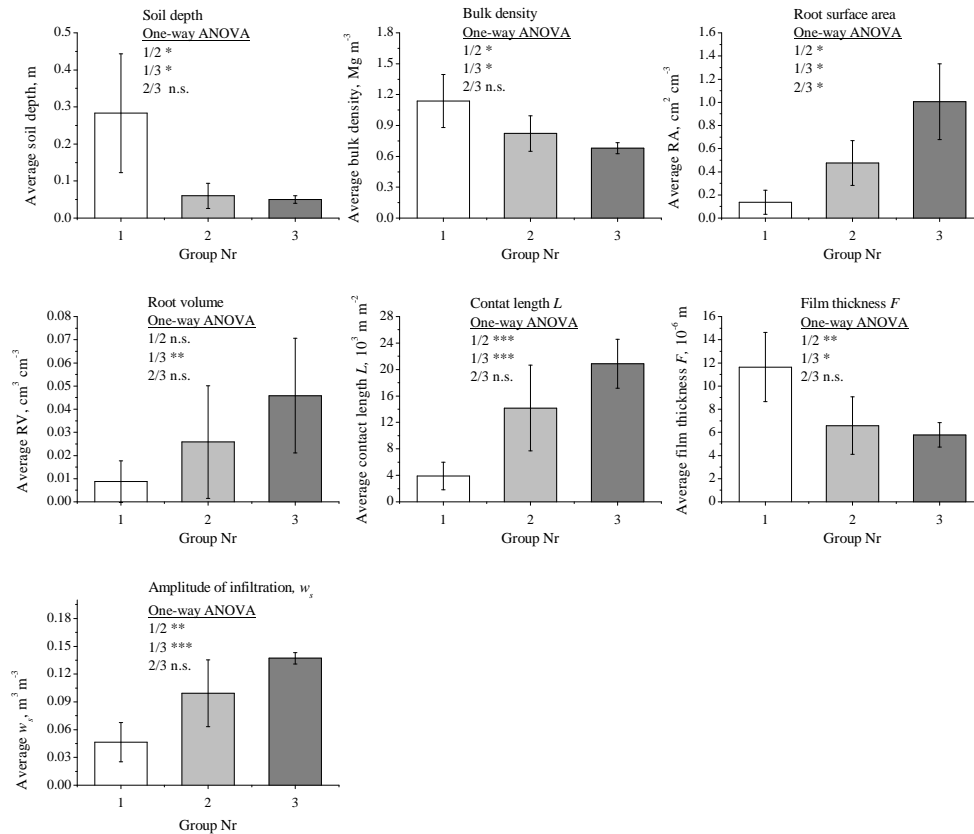 Soil depth
One-way ANOVA
1/2 *
1/3 *
2/3 n.s.
Average soil depth, m
0.5
0.4
0.3
0.2
0.1
0.0
1 2 3
Group Nr
Bulk density
One-way ANOVA
1/2 *
1/3 *
2/3 n.s.
Average bulk density, Mg m⁻³
1.8
1.5
1.2
0.9
0.6
0.3
0.0
1 2 3
Group Nr
Root surface area
One-way ANOVA
1/2 *
1/3 *
2/3 *
Average RA, cm² cm⁻³
1.6
1.4
1.2
1.0
0.8
0.6
0.4
0.2
0.0
1 2 3
Group Nr
Root volume
One-way ANOVA
1/2 n.s.
1/3 **
2/3 n.s.
Average RV, cm³ cm⁻³
0.08
0.07
0.06
0.05
0.04
0.03
0.02
0.01
0.00
1 2 3
Group Nr
Contat length L
One-way ANOVA
1/2 ***
1/3 ***
2/3 n.s.
Average contact length L, 10³ m m⁻²
28
24
20
16
12
8
4
0
1 2 3
Group Nr
Film thickness F
One-way ANOVA
1/2 **
1/3 *
2/3 n.s.
Average film thickness F, 10⁻⁶ m
16
14
12
10
8
6
4
2
0
1 2 3
Group Nr
Amplitude of infiltration, wₛ
One-way ANOVA
1/2 **
1/3 ***
2/3 n.s.
Average wₛ, m³ m⁻³
0.18
0.15
0.12
0.09
0.06
0.03
0.00
1 2 3
Group Nr